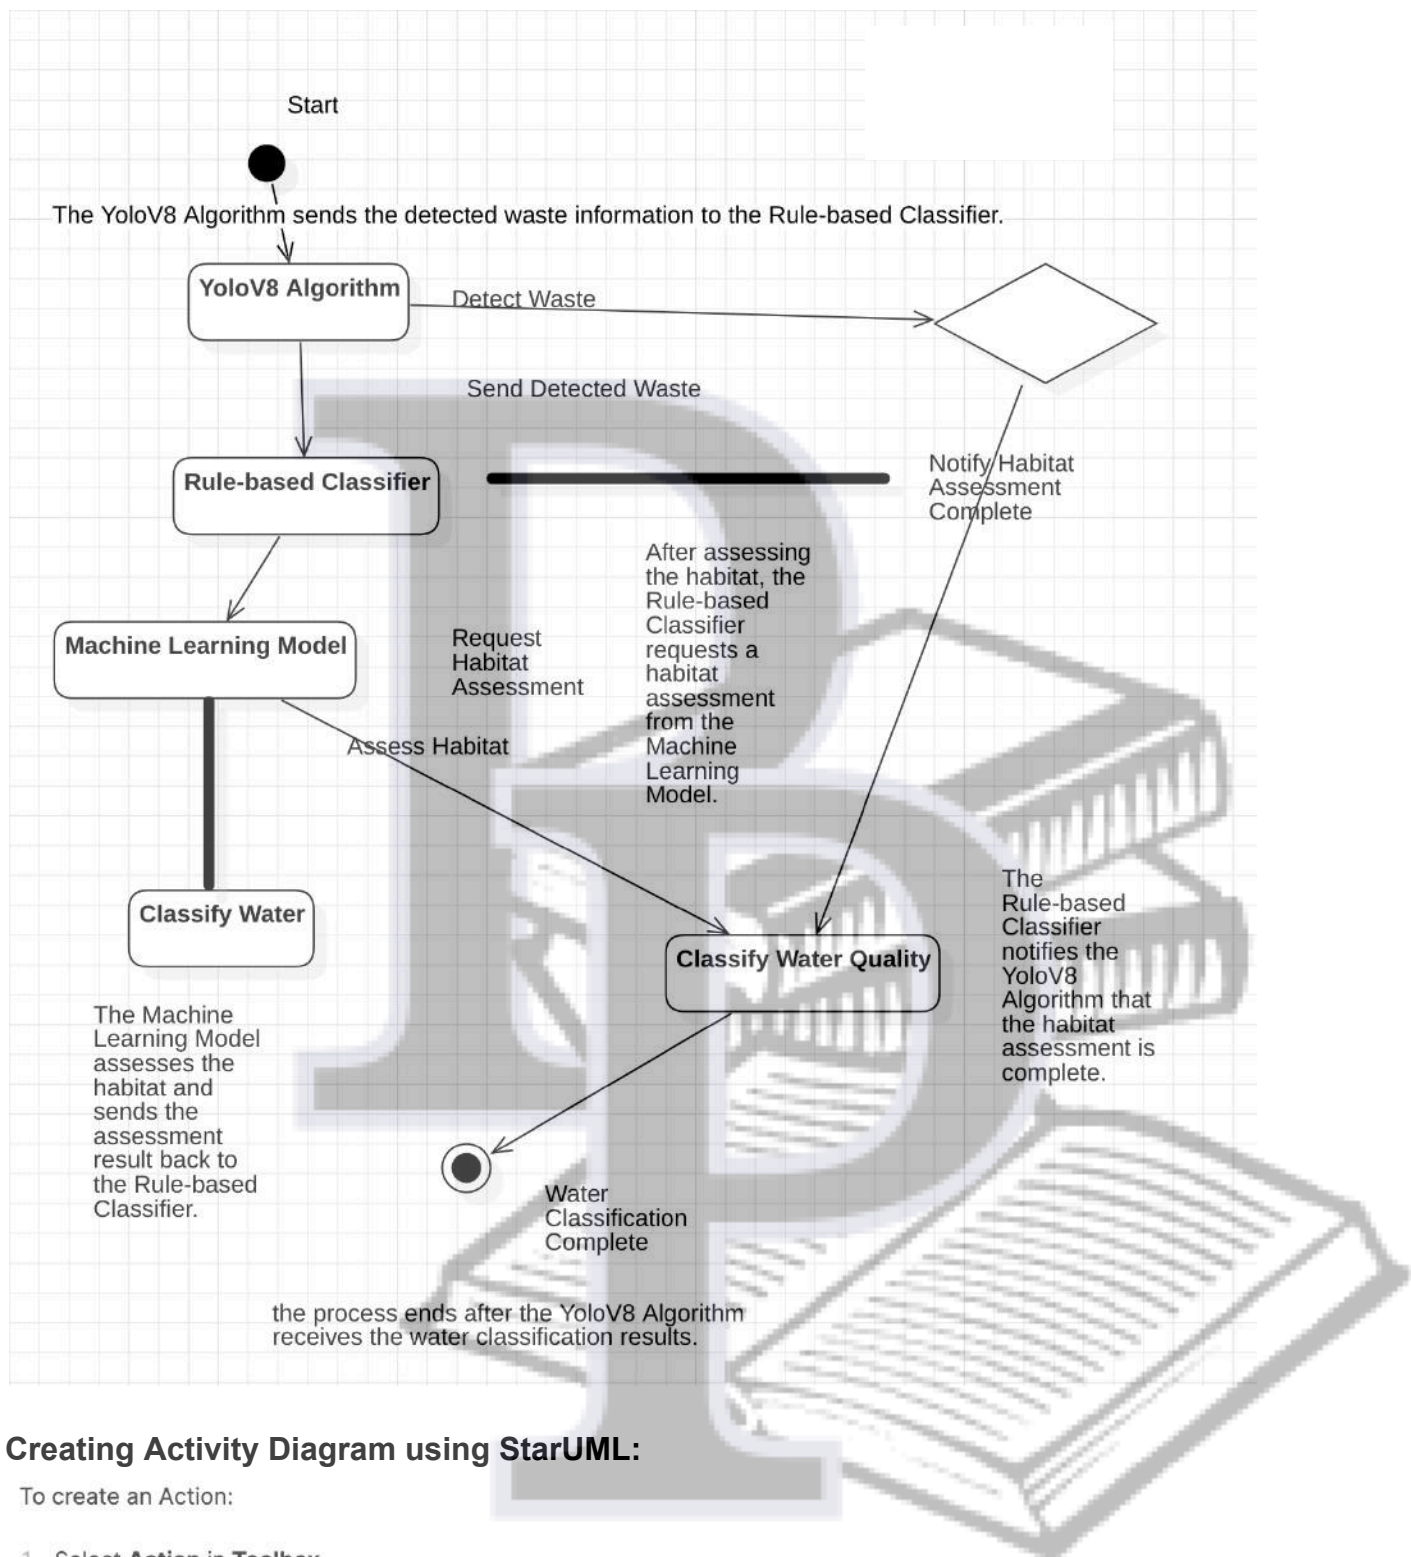 Start
The YoloV8 Algorithm sends the detected waste information to the Rule-based Classifier.
YoloV8 Algorithm
Detect Waste
Send Detected Waste
Rule-based Classifier
Notify Habitat
Assessment
Complete
After assessing
the habitat, the
Rule-based
Classifier
requests a
habitat
assessment
from the
Machine
Learning
Model.
Machine Learning Model
Request
Habitat
Assessment
Assess Habitat
The
Rule-based
Classifier
notifies the
YoloV8
Algorithm that
the habitat
assessment is
complete.
Classify Water
Classify Water Quality
The Machine
Learning Model
assesses the
habitat and
sends the
assessment
result back to
the Rule-based
Classifier.
Water
Classification
Complete
the process ends after the YoloV8 Algorithm
receives the water classification results.
Creating Activity Diagram using StarUML:
To create an Action:
1. Select Action in Toolbox